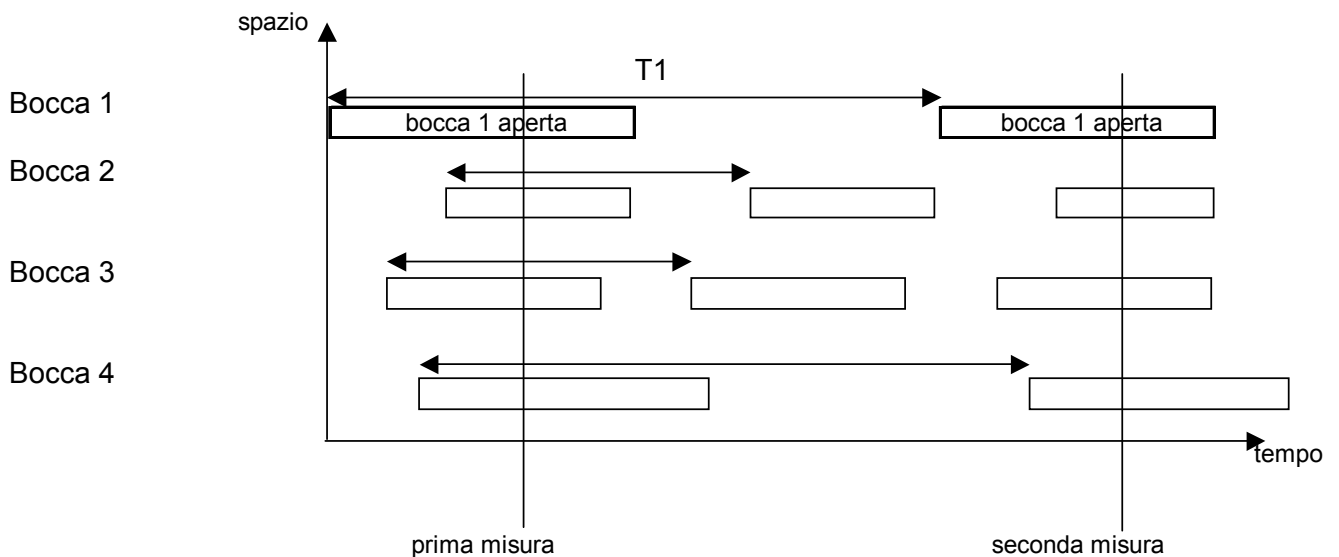 spazio
T1
Bocca 1
bocca 1 aperta
bocca 1 aperta
Bocca 2
Bocca 3
Bocca 4
tempo
prima misura
seconda misura